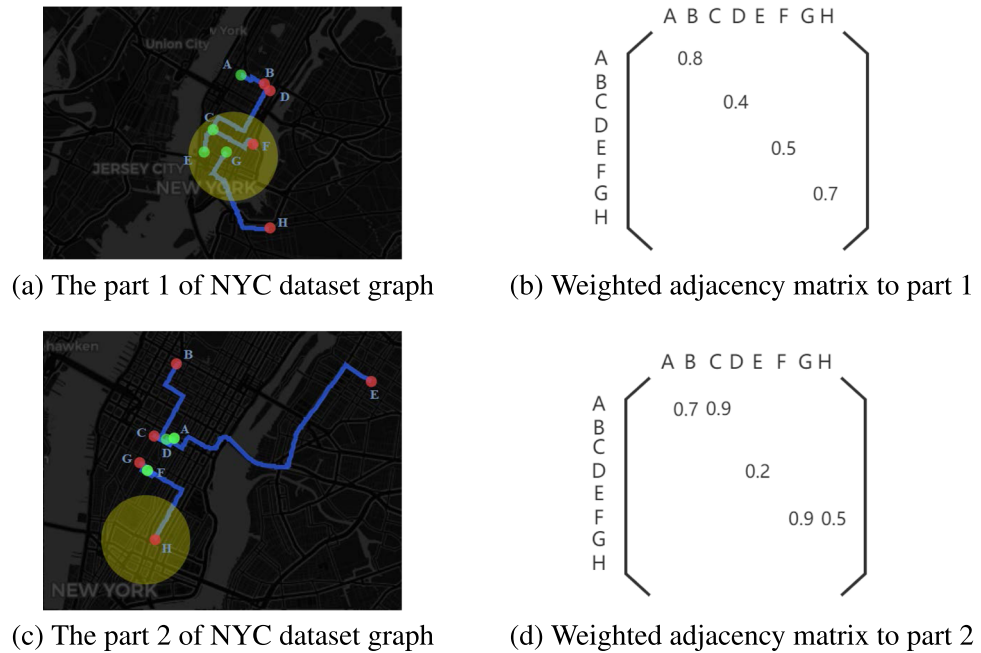 York
Union City
A
B
D
C
F
E
G
JERSEY CITY
NEW YORK
H
(a) The part 1 of NYC dataset graph
A B C D E F G H
A
B
C
D
E
F
G
H
0.8
0.4
0.5
0.7
(b) Weighted adjacency matrix to part 1
hawken
B
E
C
A
D
G
F
H
NEW YORK
(c) The part 2 of NYC dataset graph
A B C D E F G H
A
B
C
D
E
F
G
H
0.7 0.9
0.2
0.9 0.5
(d) Weighted adjacency matrix to part 2